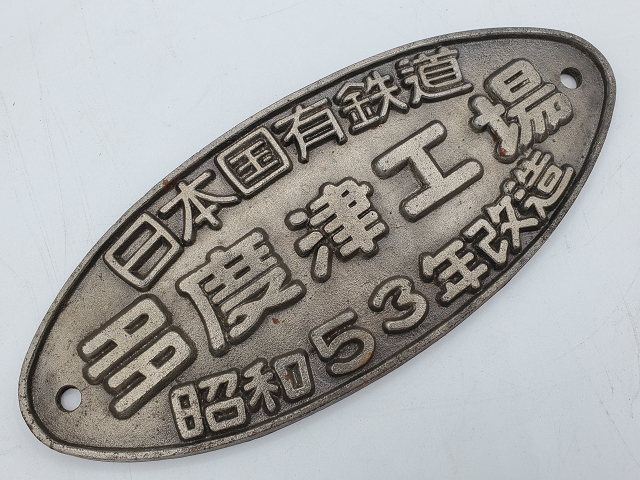 日本国有鉄道
多度津工場
昭和53年改造